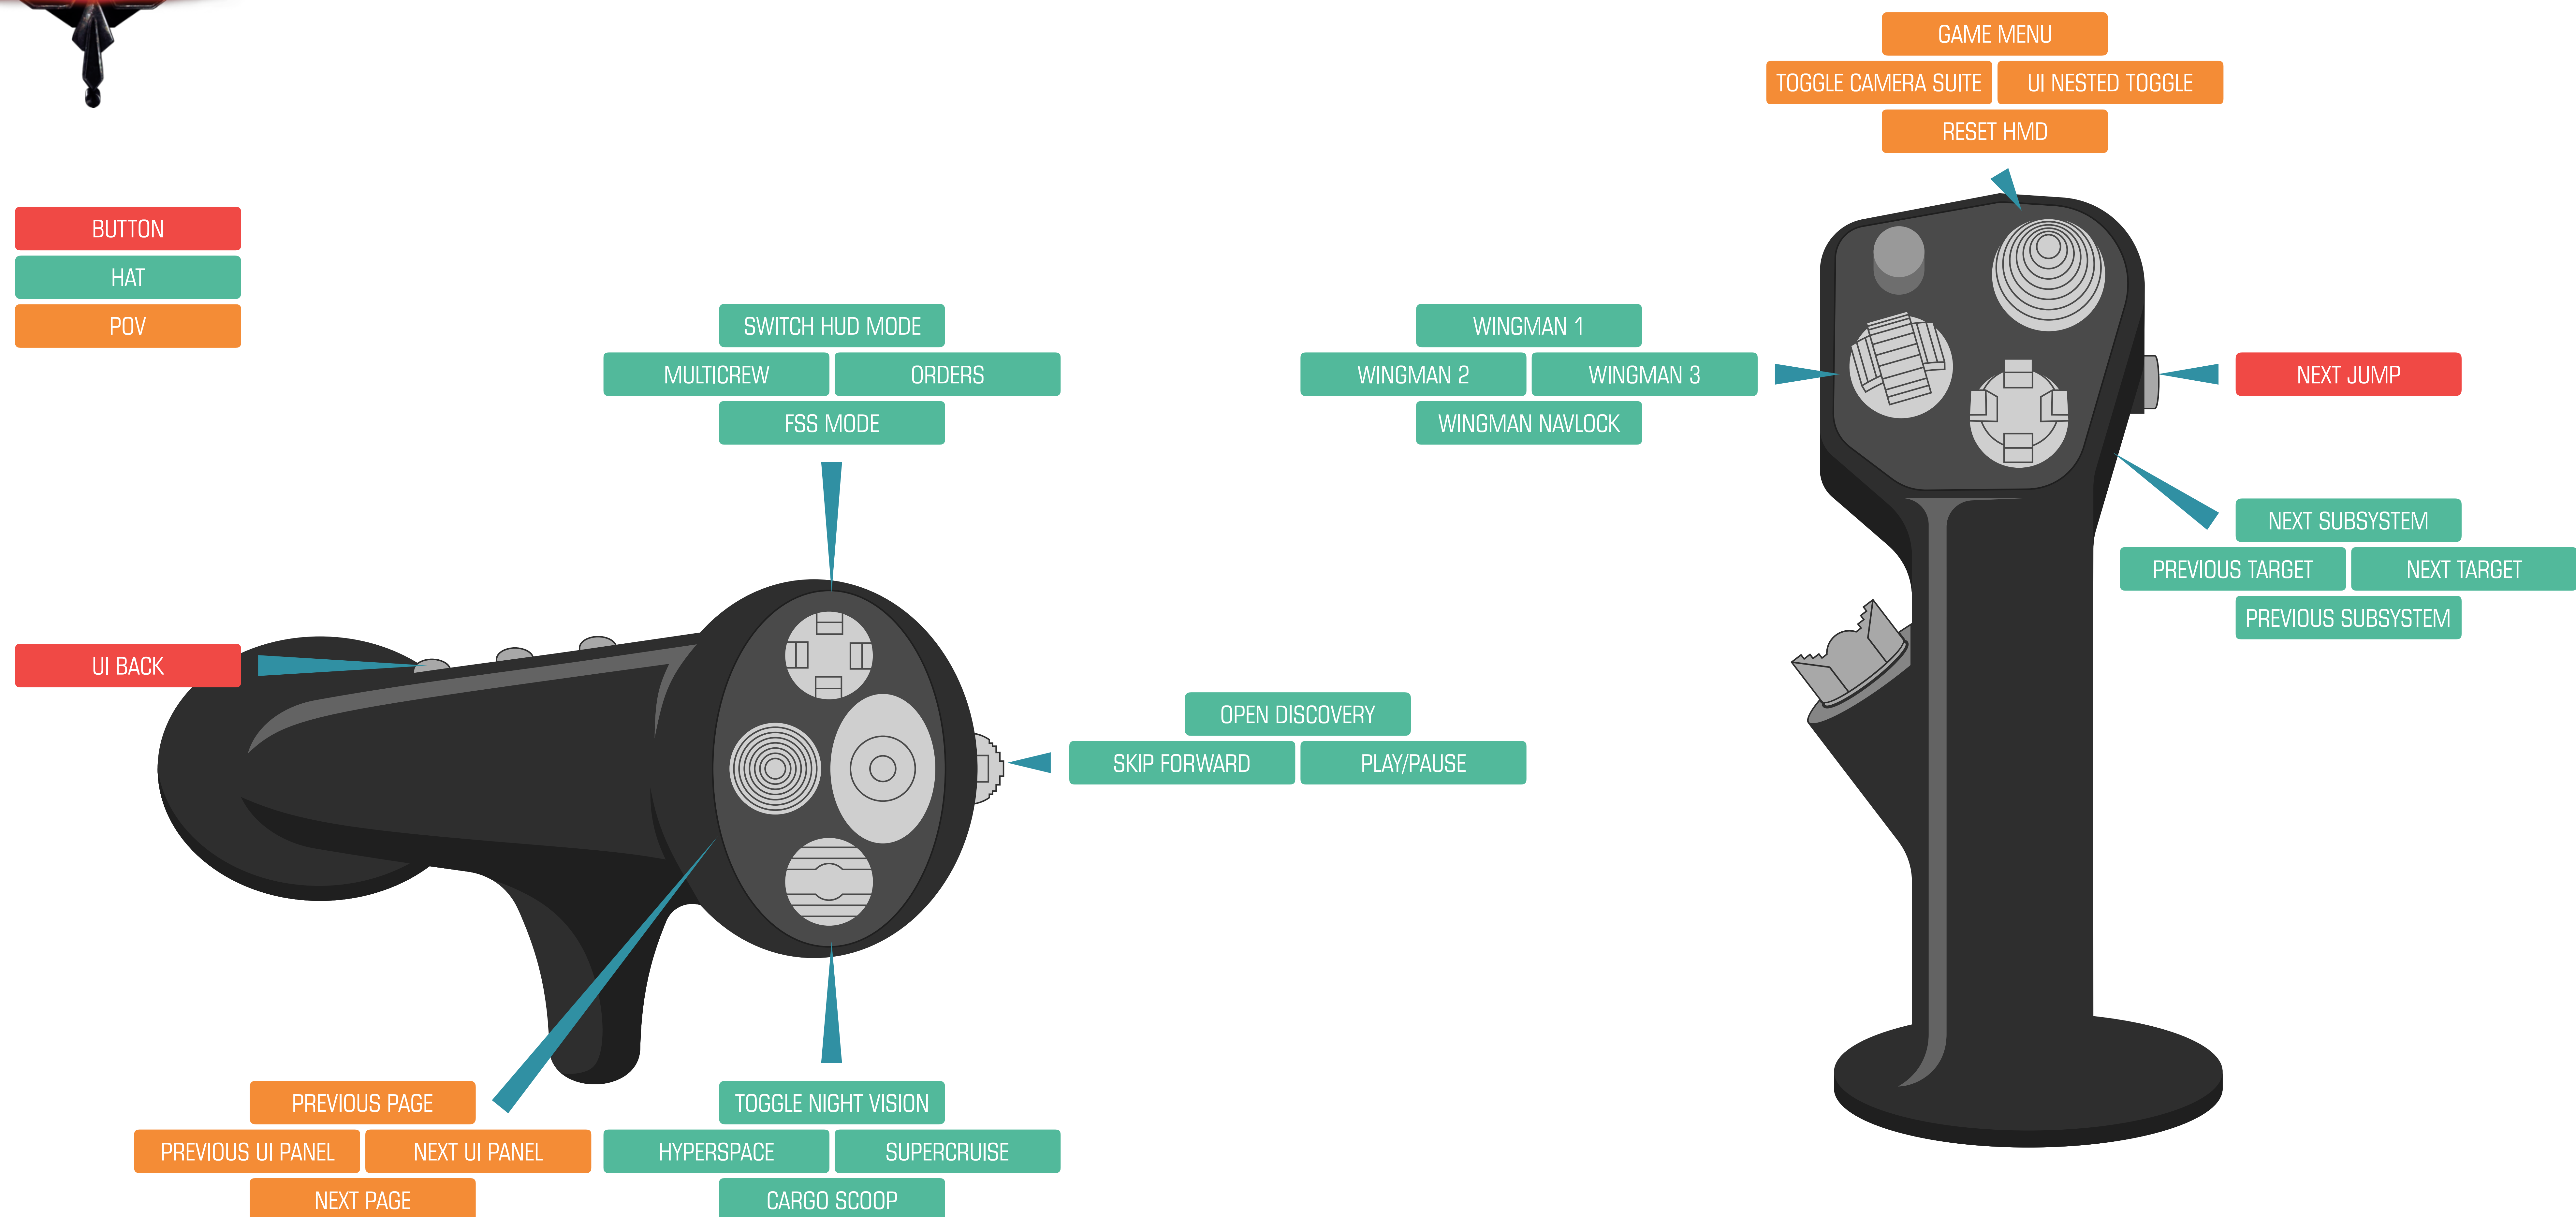 GAME MENU
TOGGLE CAMERA SUITE
UI NESTED TOGGLE
RESET HMD
BUTTON
HAT
POV
SWITCH HUD MODE
MULTICREW
ORDERS
FSS MODE
WINGMAN 1
WINGMAN 2
WINGMAN 3
WINGMAN NAVLOCK
NEXT JUMP
NEXT SUBSYSTEM
PREVIOUS TARGET
NEXT TARGET
PREVIOUS SUBSYSTEM
UI BACK
OPEN DISCOVERY
SKIP FORWARD
PLAY/PAUSE
PREVIOUS PAGE
PREVIOUS UI PANEL
NEXT UI PANEL
NEXT PAGE
TOGGLE NIGHT VISION
HYPERSPACE
SUPERCRUISE
CARGO SCOOP